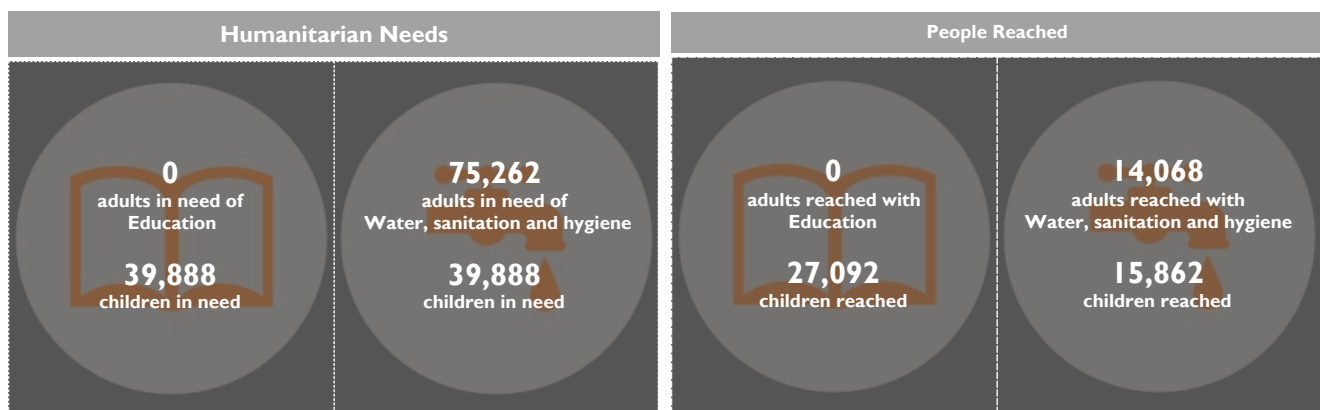 Humanitarian Needs
0
adults in need of
Education
39,888
children in need
75,262
adults in need of
Water, sanitation and hygiene
39,888
children in need
People Reached
0
adults reached with
Education
27,092
children reached
14,068
adults reached with
Water, sanitation and hygiene
15,862
children reached